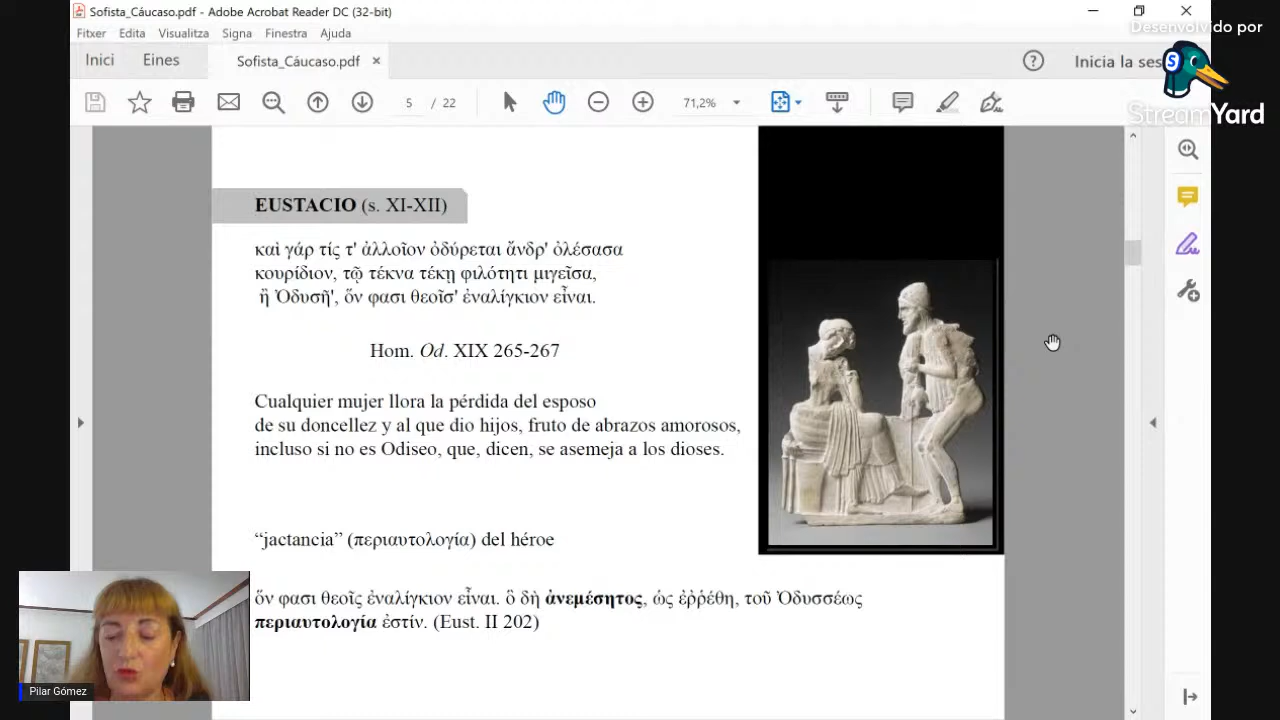 Sofista_Cáucaso.pdf - Adobe Acrobat Reader DC (32-bit)
Desenvolvido por
Fitxer Edita Visualitza Signa Finestra Ajuda
Inici Eines Sofista_Cáucaso.pdf Inicia la ses
StreamYard
5 / 22 71,2%
EUSTACIO (s. XI-XII)
καὶ γάρ τίς τ' ἀλλοῖον ὀδύρεται ἄνδρ' ὀλέσασα
κουρίδιον, τῷ τέκνα τέκῃ φιλότητι μιγεῖσα,
ἢ Ὀδυσῆ', ὅν φασι θεοῖσ' ἐναλίγκιον εἶναι.
Hom. Od. XIX 265-267
Cualquier mujer llora la pérdida del esposo
de su doncellez y al que dio hijos, fruto de abrazos amorosos,
incluso si no es Odiseo, que, dicen, se asemeja a los dioses.
“jactancia” (περιαυτολογία) del héroe
ὅν φασι θεοῖς ἐναλίγκιον εἶναι. ὃ δὴ ἀνεμέσητος, ὡς ἐῤῥέθη, τοῦ Ὀδυσσέως
περιαυτολογία ἐστίν. (Eust. II 202)
Pilar Gómez